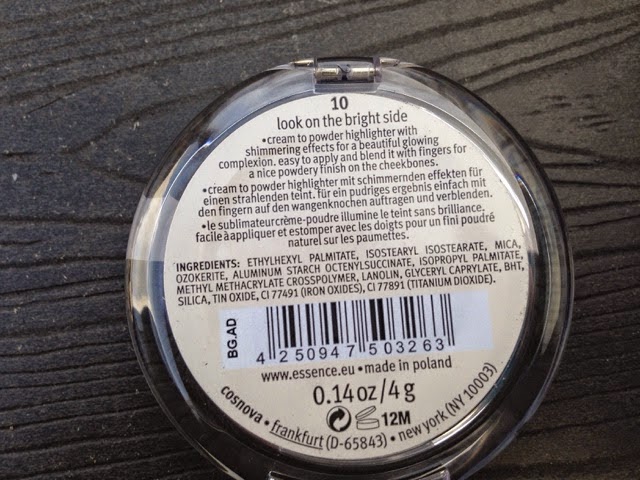 10
look on the bright side
•cream to powder highlighter with
shimmering effects for a beautiful glowing
complexion. easy to apply and blend it with fingers for
a nice powdery finish on the cheekbones.
•cream to powder highlighter mit schimmernden effekten für
einen strahlenden teint. für ein pudriges ergebnis einfach mit
den fingern auf den wangenknochen auftragen und verblenden.
•le sublimateurcrème-poudre illumine le teint sans brilliance.
facile àappliquer et estomper avec les doigts pour un fini poudré
naturel sur les paumettes.
INGREDIENTS: ETHYLHEXYL PALMITATE, ISOSTEARYL ISOSTEARATE, MICA,
OZOKERITE, ALUMINUM STARCH OCTENYLSUCCINATE, ISOPROPYL PALMITATE,
METHYL METHACRYLATE CROSSPOLYMER, LANOLIN, GLYCERYL CAPRYLATE, BHT,
SILICA, TIN OXIDE, CI 77491 (IRON OXIDES), CI 77891 (TITANIUM DIOXIDE).
BG.AD
4 250947 503263
www.essence.eu • made in poland
0.14 oz/4 g
12M
cosnova • frankfurt (D-65843) • new york (NY 10003)